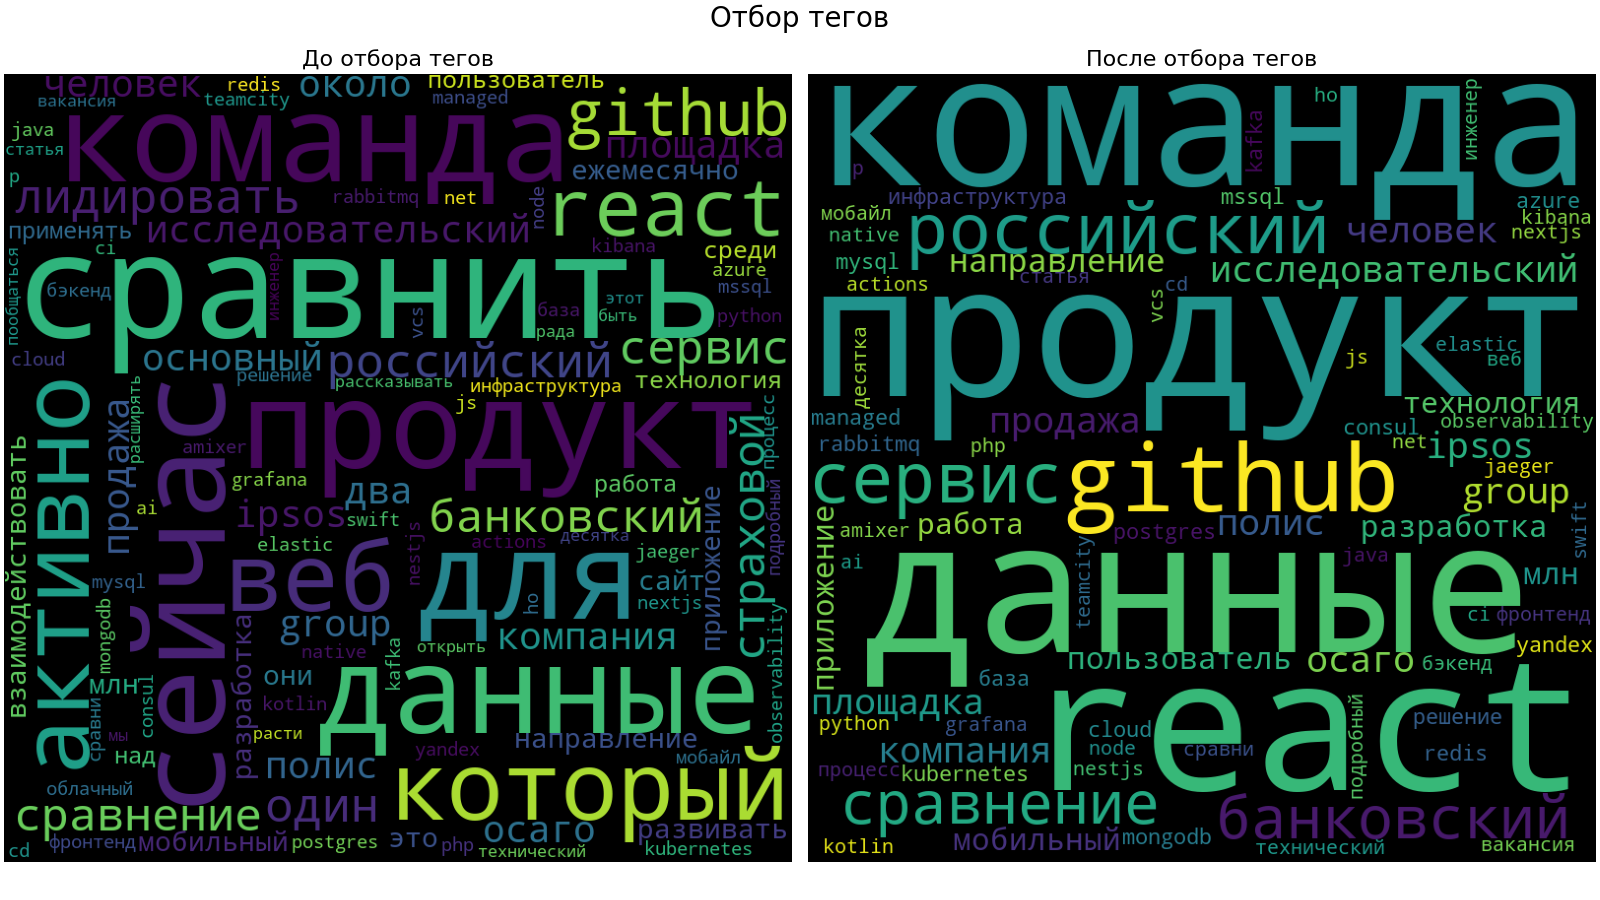 Отбор тегов
До отбора тегов
человек redis около пользователь
вакансия teamcity managed github
java команда площадка
статья ежемесячно
р лидировать rabbitmq net node react
применять исследовательский kibana среди
ci azure
пообщаться сравнить mssql
бэкенд инженер vcs база этот быть python
рада
cloud основный российский сервис
решение рассказывать инфраструктура технология
активно продажа расширять сейчас js продукт страховой процесс
amixer
взаимодействовать grafana два работа
ai ipsos swift банковский приложение подробный
elastic nestjs actions десятка jaeger
mysql веб для сайт
mongodb group ho nextjs
разработка native kafka открыть компания observability
млн они данные
consul kotlin
сравни мы над расти yandex направление
полис мобайл
облачный который
сравнение один осаго развивать
cd фронтенд мобильный postgres это php технический kubernetes
После отбора тегов
команда ho инженер
kafka
р инфраструктура mssql azure
мобайл российский человек kibana
native nextjs
mysql направление исследовательский
actions статья vcs cd
продукт elastic
десятка js веб
managed продажа технология
consul observability
rabbitmq php net ipsos
сервис github jaeger
group
приложение amixer работа postgres полис разработка swift
ai данные teamcity java млн
ci фронтенд
пользователь осаго бэкенд yandex
база react
площадка
python grafana cloud подробный решение
компания node сравни redis
процесс kubernetes nestjs
сравнение банковский
kotlin мобильный mongodb технический вакансия